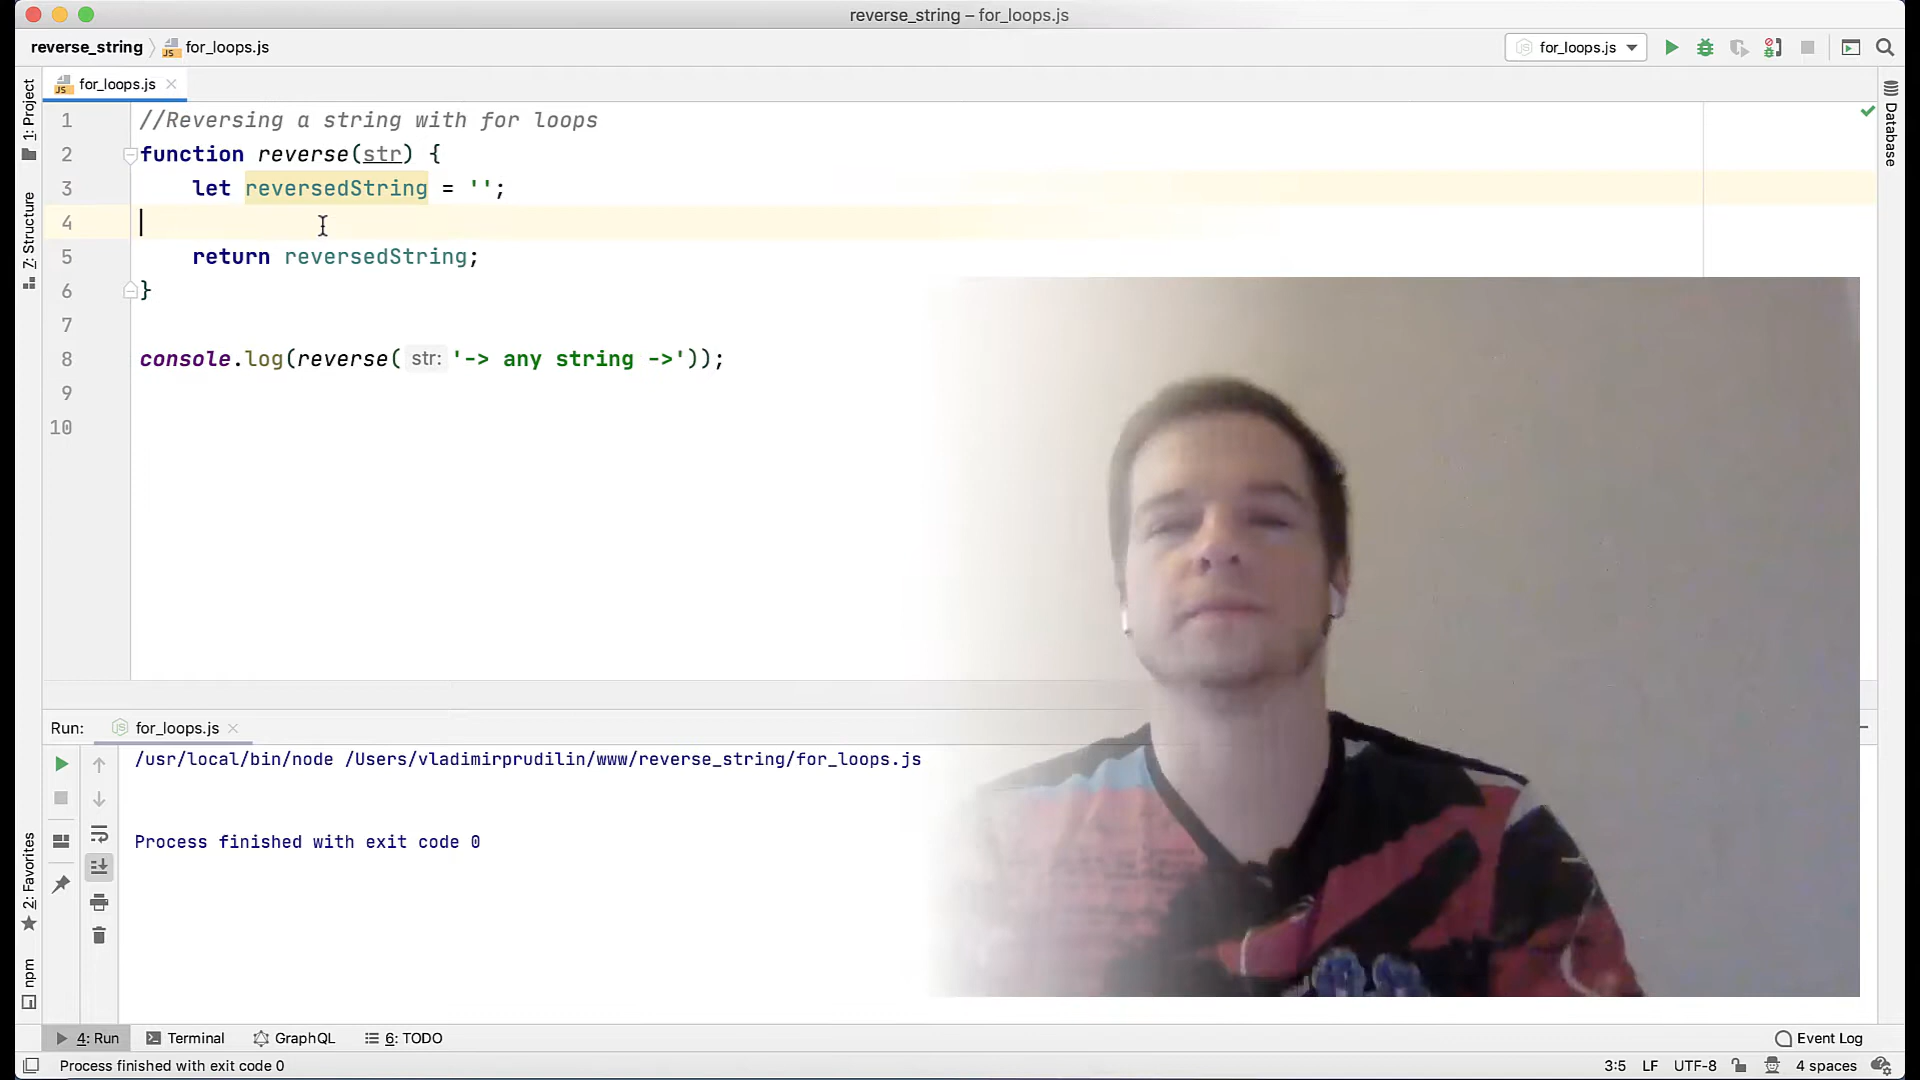 reverse_string – for_loops.js
reverse_string
for_loops.js
for_loops.js
for_loops.js
1: Project
7: Structure
2: Favorites
npm
Database
1 //Reversing a string with for loops
2 function reverse(str) {
3 let reversedString = '';
4
5 return reversedString;
6 }
7
8 console.log(reverse( str: '-> any string ->'));
9
10
Run: for_loops.js
/usr/local/bin/node /Users/vladimirprudilin/www/reverse_string/for_loops.js
Process finished with exit code 0
4: Run Terminal GraphQL 6: TODO Event Log
Process finished with exit code 0 3:5 LF UTF-8 4 spaces